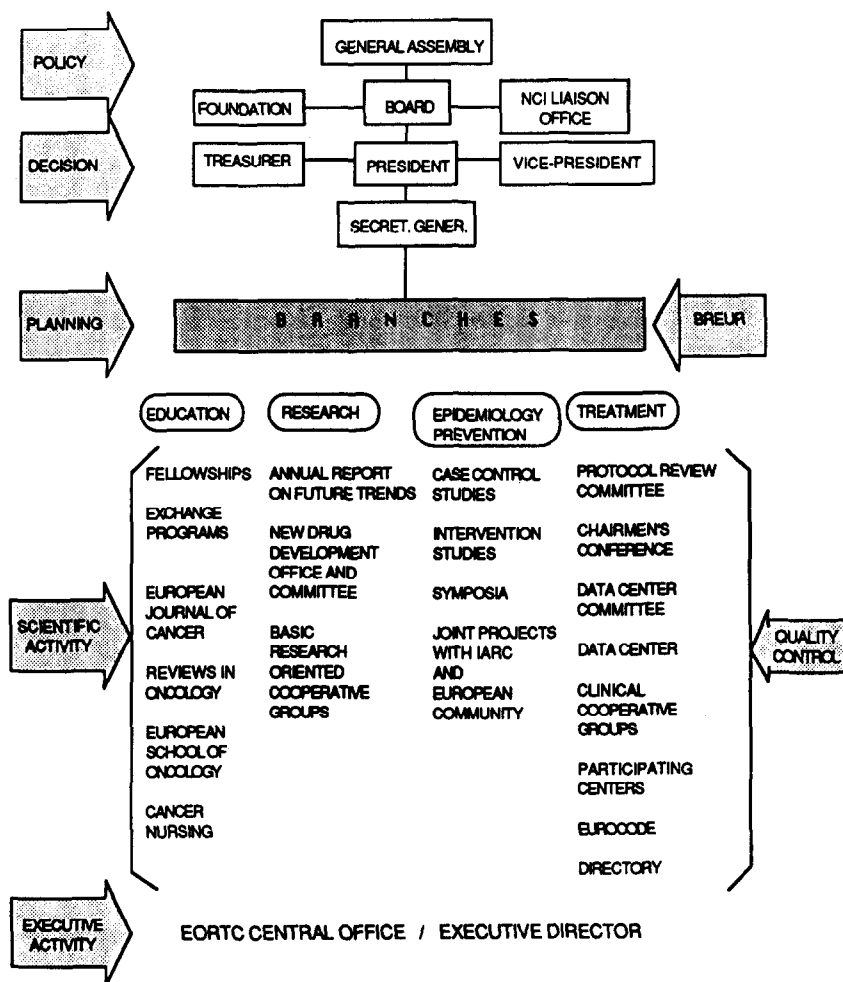 GENERAL ASSEMBLY
POLICY
FOUNDATION
BOARD
NCI LIAISON
OFFICE
DECISION
TREASURER
PRESIDENT
VICE-PRESIDENT
SECRET. GENER.
PLANNING
BRANCHES
BREUR
EDUCATION
RESEARCH
EPIDEMIOLOGY
PREVENTION
TREATMENT
FELLOWSHIPS
EXCHANGE
PROGRAMS
EUROPEAN
JOURNAL OF
CANCER
REVIEWS IN
ONCOLOGY
EUROPEAN
SCHOOL OF
ONCOLOGY
CANCER
NURSING
ANNUAL REPORT
ON FUTURE TRENDS
NEW DRUG
DEVELOPMENT
OFFICE AND
COMMITTEE
BASIC
RESEARCH
ORIENTED
COOPERATIVE
GROUPS
CASE CONTROL
STUDIES
INTERVENTION
STUDIES
SYMPOSIA
JOINT PROJECTS
WITH IARC
AND
EUROPEAN
COMMUNITY
PROTOCOL REVIEW
COMMITTEE
CHAIRMEN'S
CONFERENCE
DATA CENTER
COMMITTEE
DATA CENTER
CLINICAL
COOPERATIVE
GROUPS
PARTICIPATING
CENTERS
EUROCODE
DIRECTORY
SCIENTIFIC
ACTIVITY
QUALITY
CONTROL
EXECUTIVE
ACTIVITY
EORTC CENTRAL OFFICE / EXECUTIVE DIRECTOR